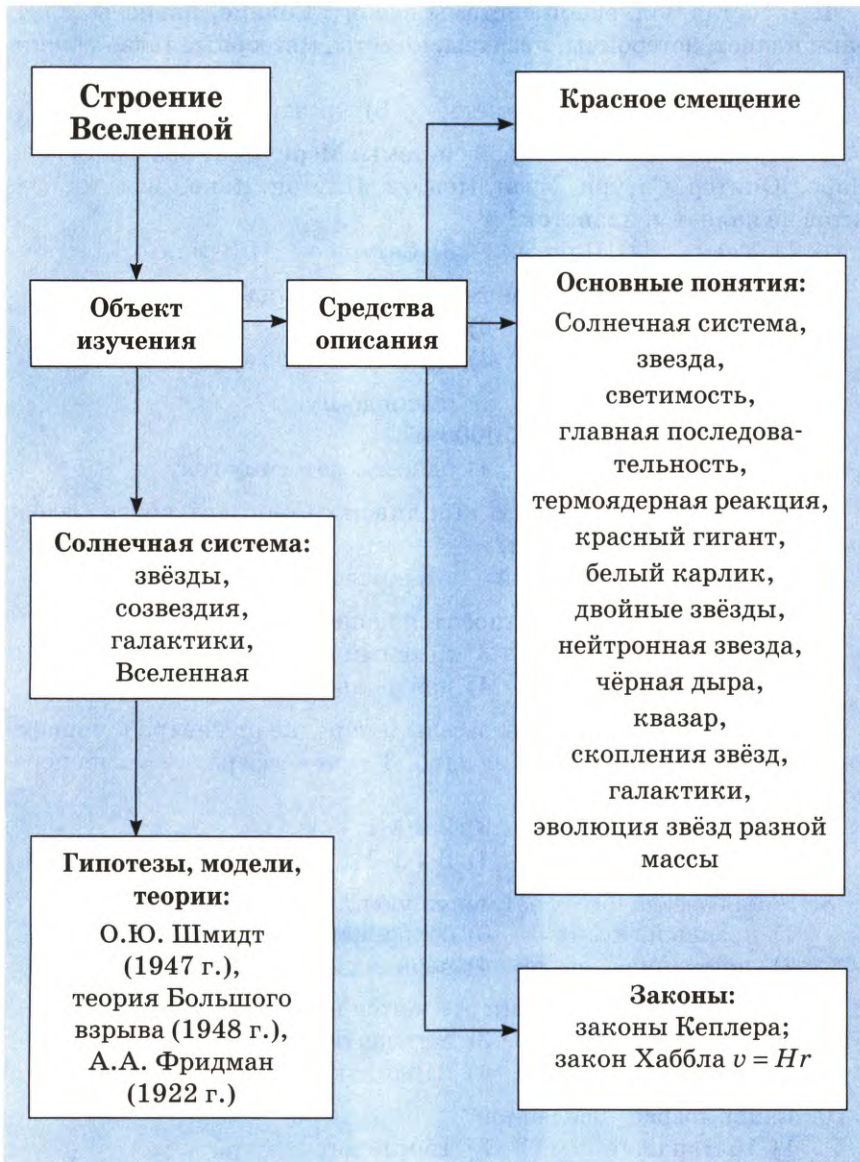 Строение
Вселенной
Красное смещение
Объект
изучения
Средства
описания
Основные понятия:
Солнечная система,
звезда,
светимость,
главная последова-
тельность,
термоядерная реакция,
красный гигант,
белый карлик,
двойные звёзды,
нейтронная звезда,
чёрная дыра,
квазар,
скопления звёзд,
галактики,
эволюция звёзд разной
массы
Солнечная система:
звёзды,
созвездия,
галактики,
Вселенная
Гипотезы, модели,
теории:
О.Ю. Шмидт
(1947 г.),
теория Большого
взрыва (1948 г.),
А.А. Фридман
(1922 г.)
Законы:
законы Кеплера;
закон Хаббла v = Hr